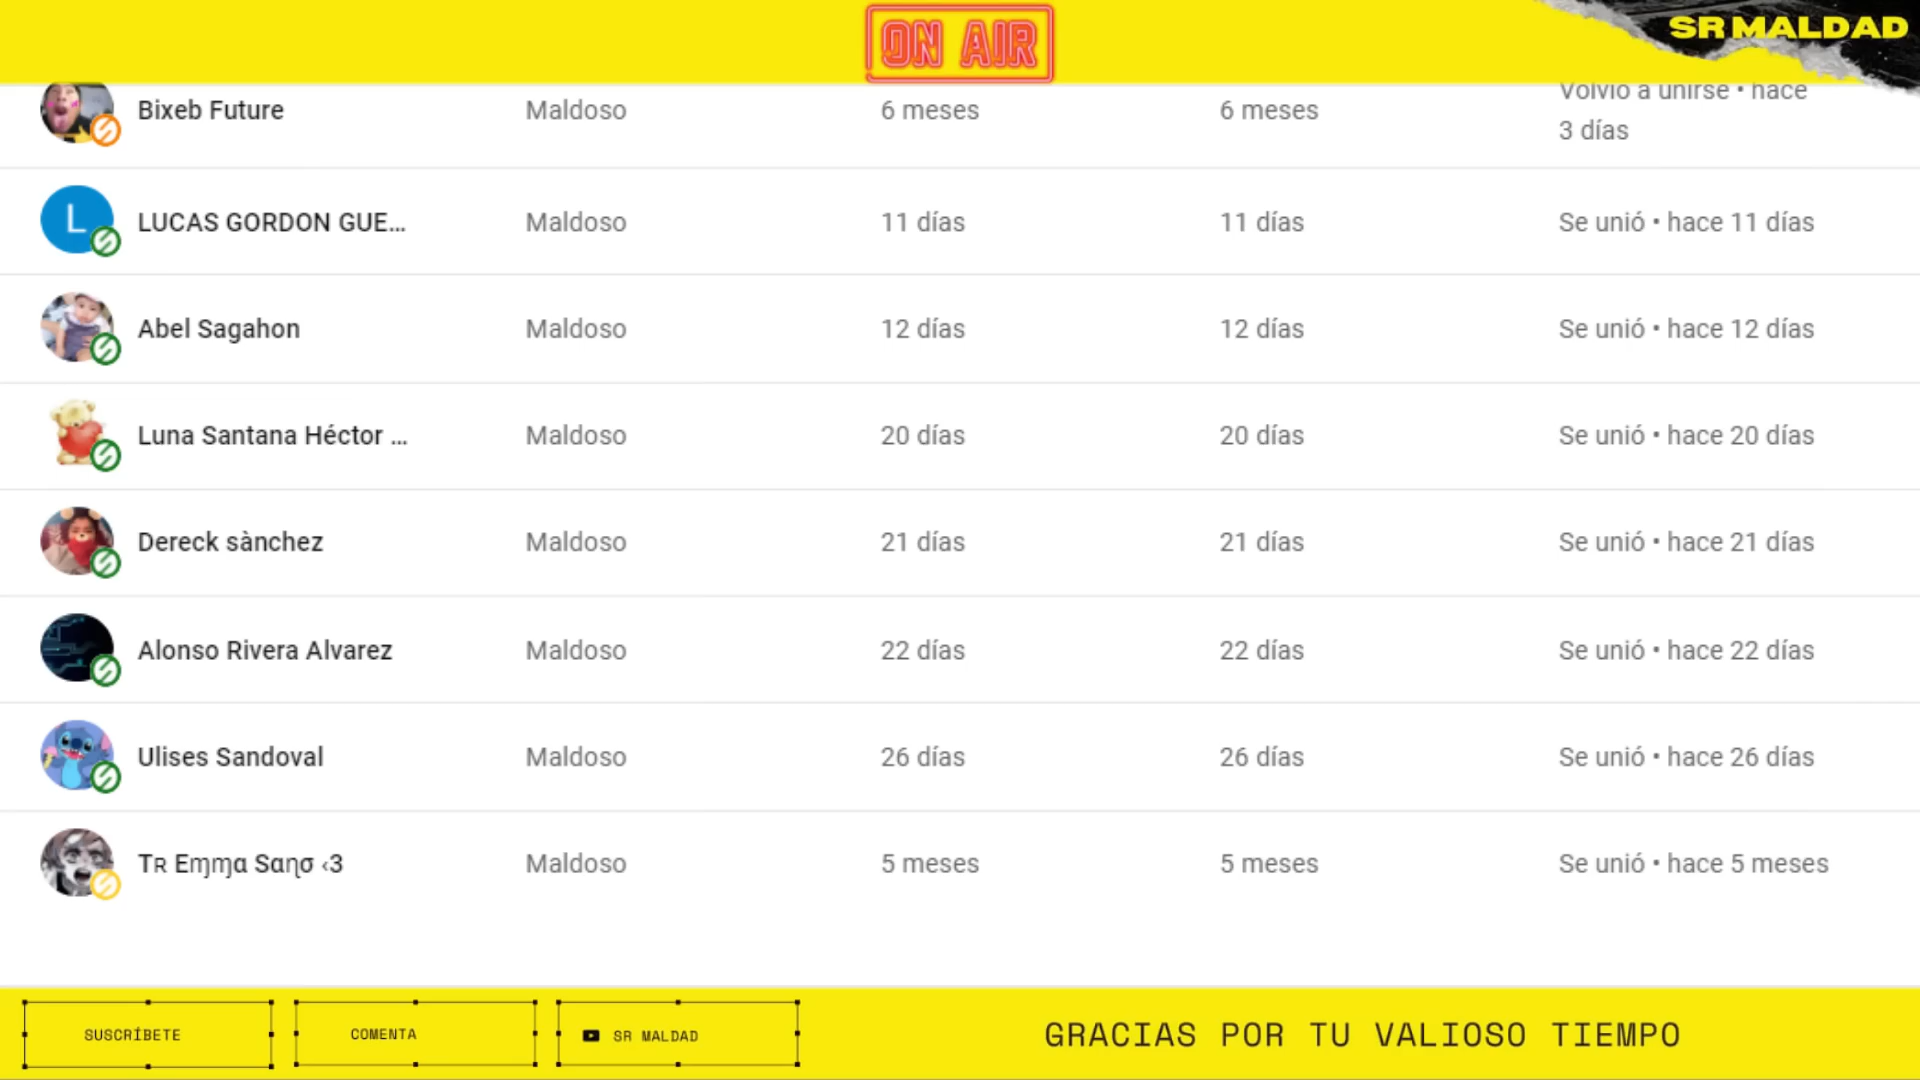 ON AIR
SR MALDAD
Bixeb Future Maldoso 6 meses 6 meses Volvió a unirse • hace
3 días
L
LUCAS GORDON GUE... Maldoso 11 días 11 días Se unió • hace 11 días
Abel Sagahon Maldoso 12 días 12 días Se unió • hace 12 días
Luna Santana Héctor ... Maldoso 20 días 20 días Se unió • hace 20 días
Dereck sànchez Maldoso 21 días 21 días Se unió • hace 21 días
Alonso Rivera Alvarez Maldoso 22 días 22 días Se unió • hace 22 días
Ulises Sandoval Maldoso 26 días 26 días Se unió • hace 26 días
Tʀ Eɱɱα Sαɳσ ‹3 Maldoso 5 meses 5 meses Se unió • hace 5 meses
SUSCRÍBETE COMENTA SR MALDAD GRACIAS POR TU VALIOSO TIEMPO